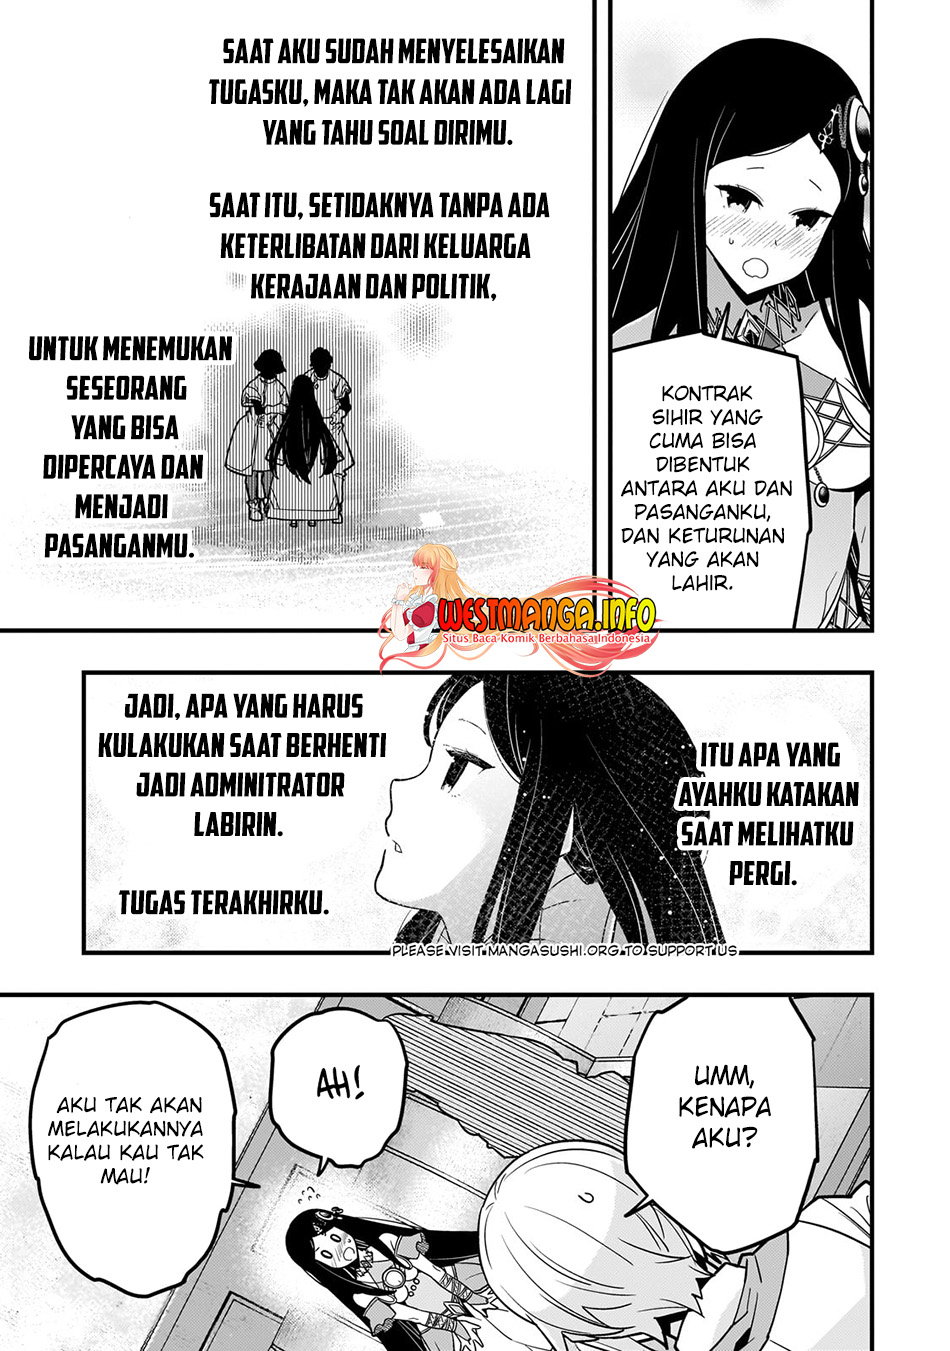 KONTRAK
SIHIR YANG
CUMA BISA
DIBENTUK
ANTARA AKU DAN
PASANGANKU,
DAN KETURUNAN
YANG AKAN
LAHIR.
SAAT AKU SUDAH MENYELESAIKAN
TUGASKU, MAKA TAK AKAN ADA LAGI
YANG TAHU SOAL DIRIMU.
SAAT ITU, SETIDAKNYA TANPA ADA
KETERLIBATAN DARI KELUARGA
KERAJAAN DAN POLITIK,
UNTUK MENEMUKAN
SESEORANG
YANG BISA
DIPERCAYA DAN
MENJADI
PASANGANMU.
WESTMANGA.INFO
Situs Baca Komik Berbahasa Indonesia
ITU APA YANG
AYAHKU KATAKAN
SAAT MELIHATKU
PERGI.
JADI, APA YANG HARUS
KULAKUKAN SAAT BERHENTI
JADI ADMINITRATOR
LABIRIN.
TUGAS TERAKHIRKU.
PLEASE VISIT MANGASUSHI.ORG TO SUPPORT US
UMM,
KENAPA
AKU?
AH!
AKU TAK AKAN
MELAKUKANNYA
KALAU KAU TAK
MAU!